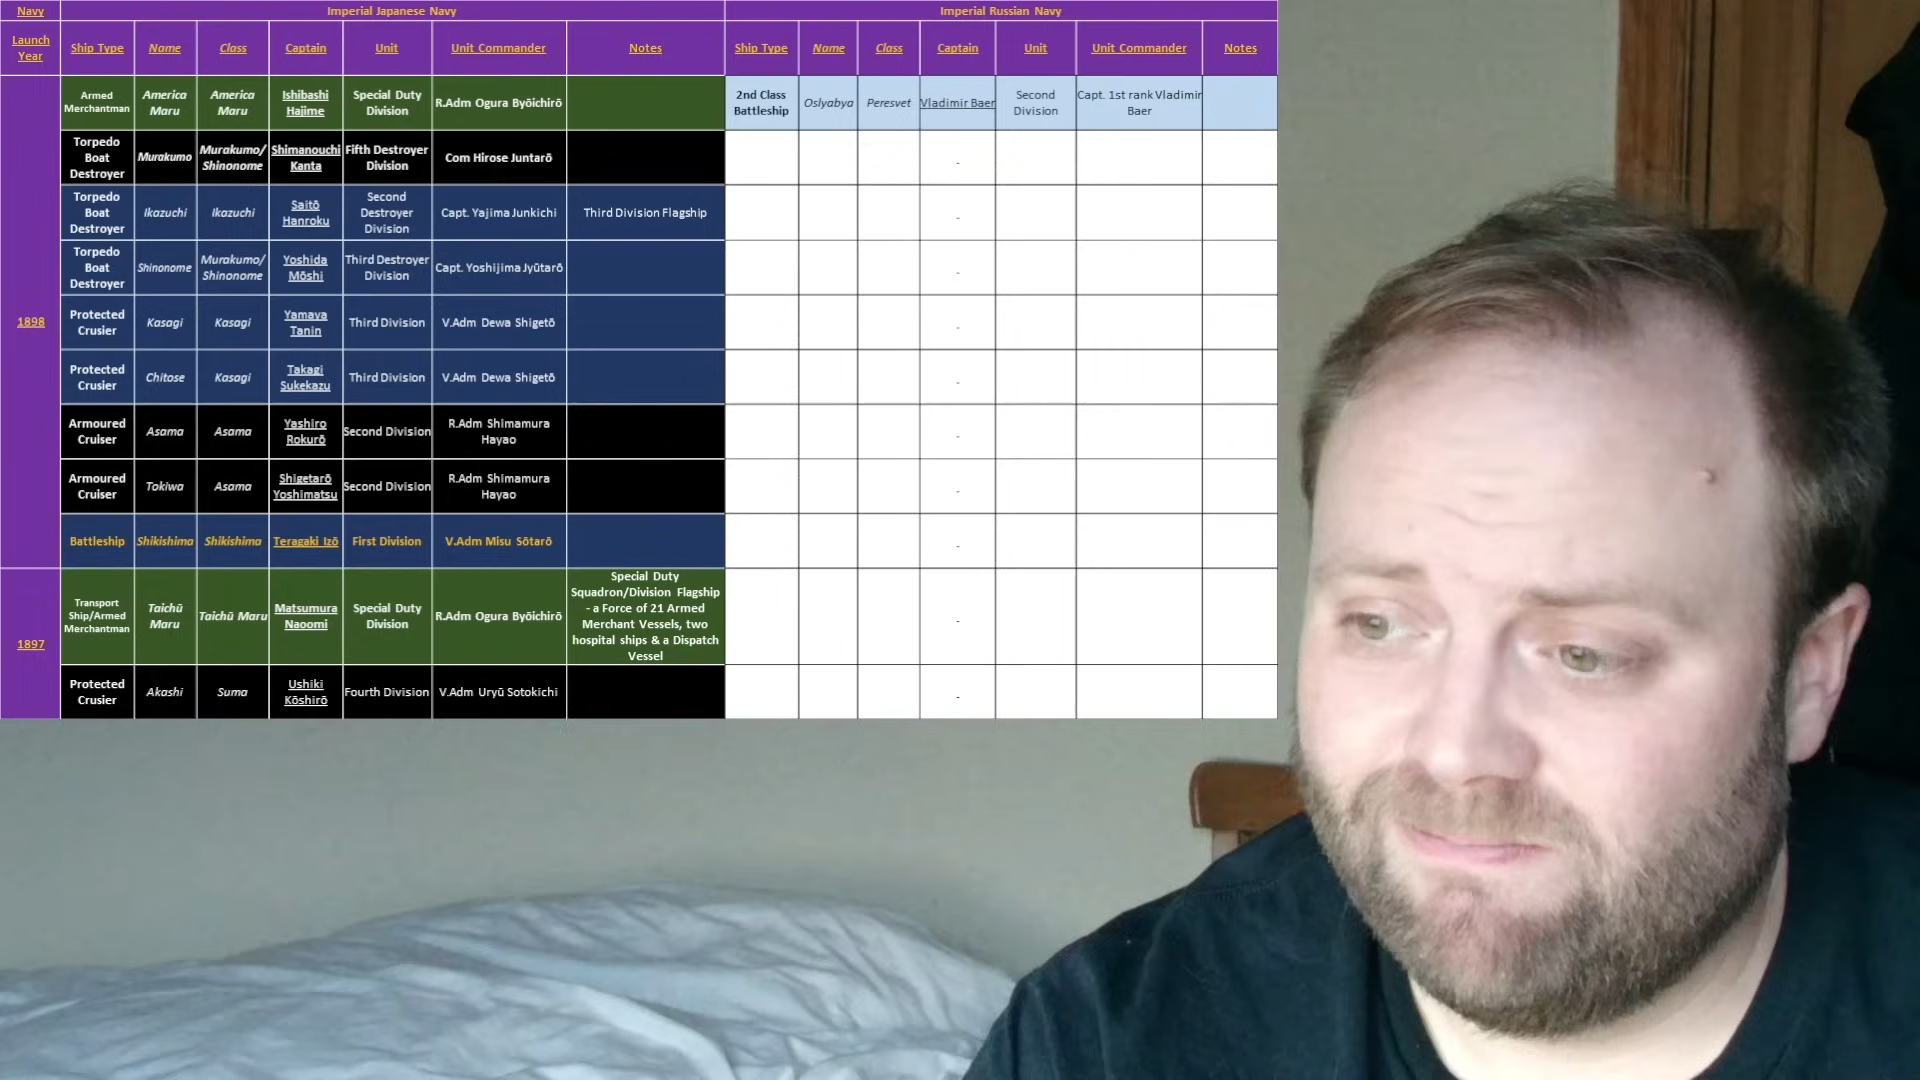 Navy
Imperial Japanese Navy
Imperial Russian Navy
Launch
Year
Ship Type
Name
Class
Captain
Unit
Unit Commander
Notes
Ship Type
Name
Class
Captain
Unit
Unit Commander
Notes
1898
Armed
Merchantman
America
Maru
America
Maru
Ishibashi
Hajime
Special Duty
Division
R.Adm Ogura Byōichirō
2nd Class
Battleship
Oslyabya
Peresvet
Vladimir Baer
Second
Division
Capt. 1st rank Vladimir
Baer
Torpedo
Boat
Destroyer
Murakumo
Murakumo/
Shinonome
Shimanouchi
Kanta
Fifth Destroyer
Division
Com Hirose Juntarō
-
Torpedo
Boat
Destroyer
Ikazuchi
Ikazuchi
Saitō
Hanroku
Second
Destroyer
Division
Capt. Yajima Junkichi
Third Division Flagship
-
Torpedo
Boat
Destroyer
Shinonome
Murakumo/
Shinonome
Yoshida
Mōshi
Third Destroyer
Division
Capt. Yoshijima Jyūtarō
-
Protected
Crusier
Kasagi
Kasagi
Yamaya
Tanin
Third Division
V.Adm Dewa Shigetō
-
Protected
Crusier
Chitose
Kasagi
Takagi
Sukekazu
Third Division
V.Adm Dewa Shigetō
-
Armoured
Cruiser
Asama
Asama
Yashiro
Rokurō
Second Division
R.Adm Shimamura
Hayao
-
Armoured
Cruiser
Tokiwa
Asama
Shigetarō
Yoshimatsu
Second Division
R.Adm Shimamura
Hayao
-
Battleship
Shikishima
Shikishima
Teragaki Izō
First Division
V.Adm Misu Sōtarō
-
1897
Transport
Ship/Armed
Merchantman
Taichū
Maru
Taichū Maru
Matsumura
Naoomi
Special Duty
Division
R.Adm Ogura Byōichirō
Special Duty
Squadron/Division Flagship
- a Force of 21 Armed
Merchant Vessels, two
hospital ships & a Dispatch
Vessel
-
Protected
Crusier
Akashi
Suma
Ushiki
Kōshirō
Fourth Division
V.Adm Uryū Sotokichi
-